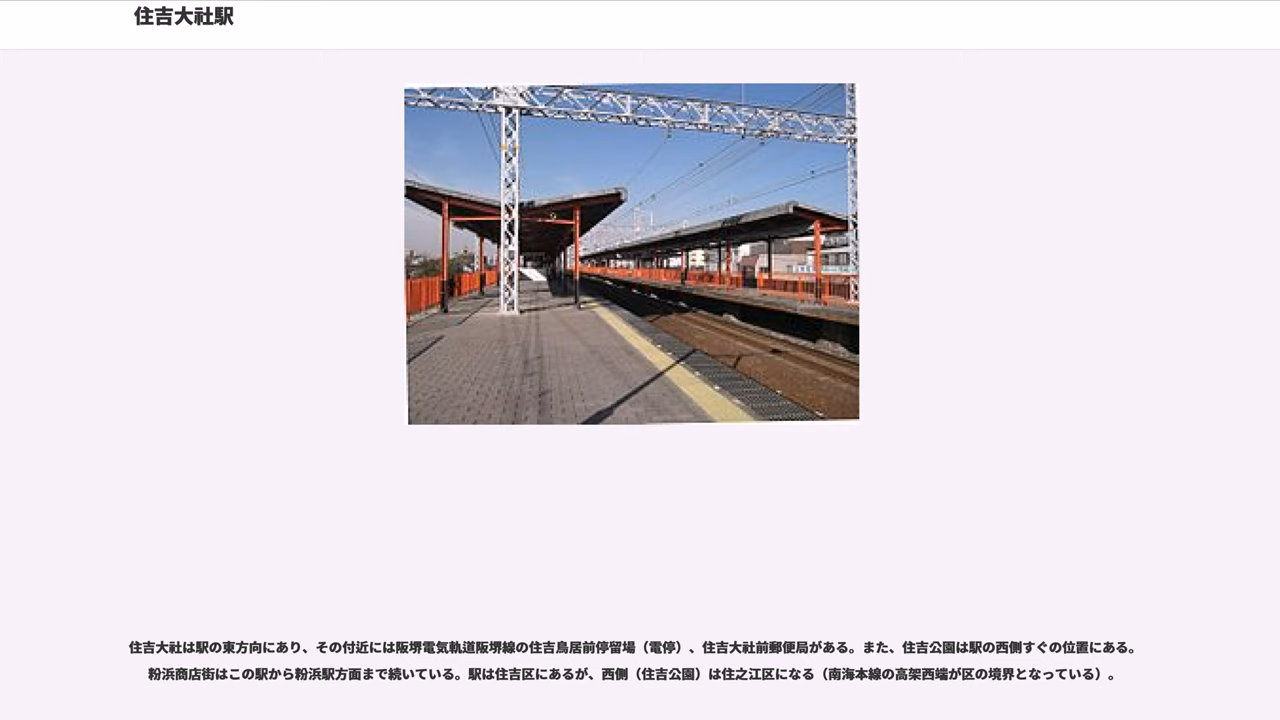 住吉大社駅
住吉大社は駅の東方向にあり、その付近には阪堺電気軌道阪堺線の住吉鳥居前停留場（電停）、住吉大社前郵便局がある。また、住吉公園は駅の西側すぐの位置にある。
粉浜商店街はこの駅から粉浜駅方面まで続いている。駅は住吉区にあるが、西側（住吉公園）は住之江区になる（南海本線の高架西端が区の境界となっている）。